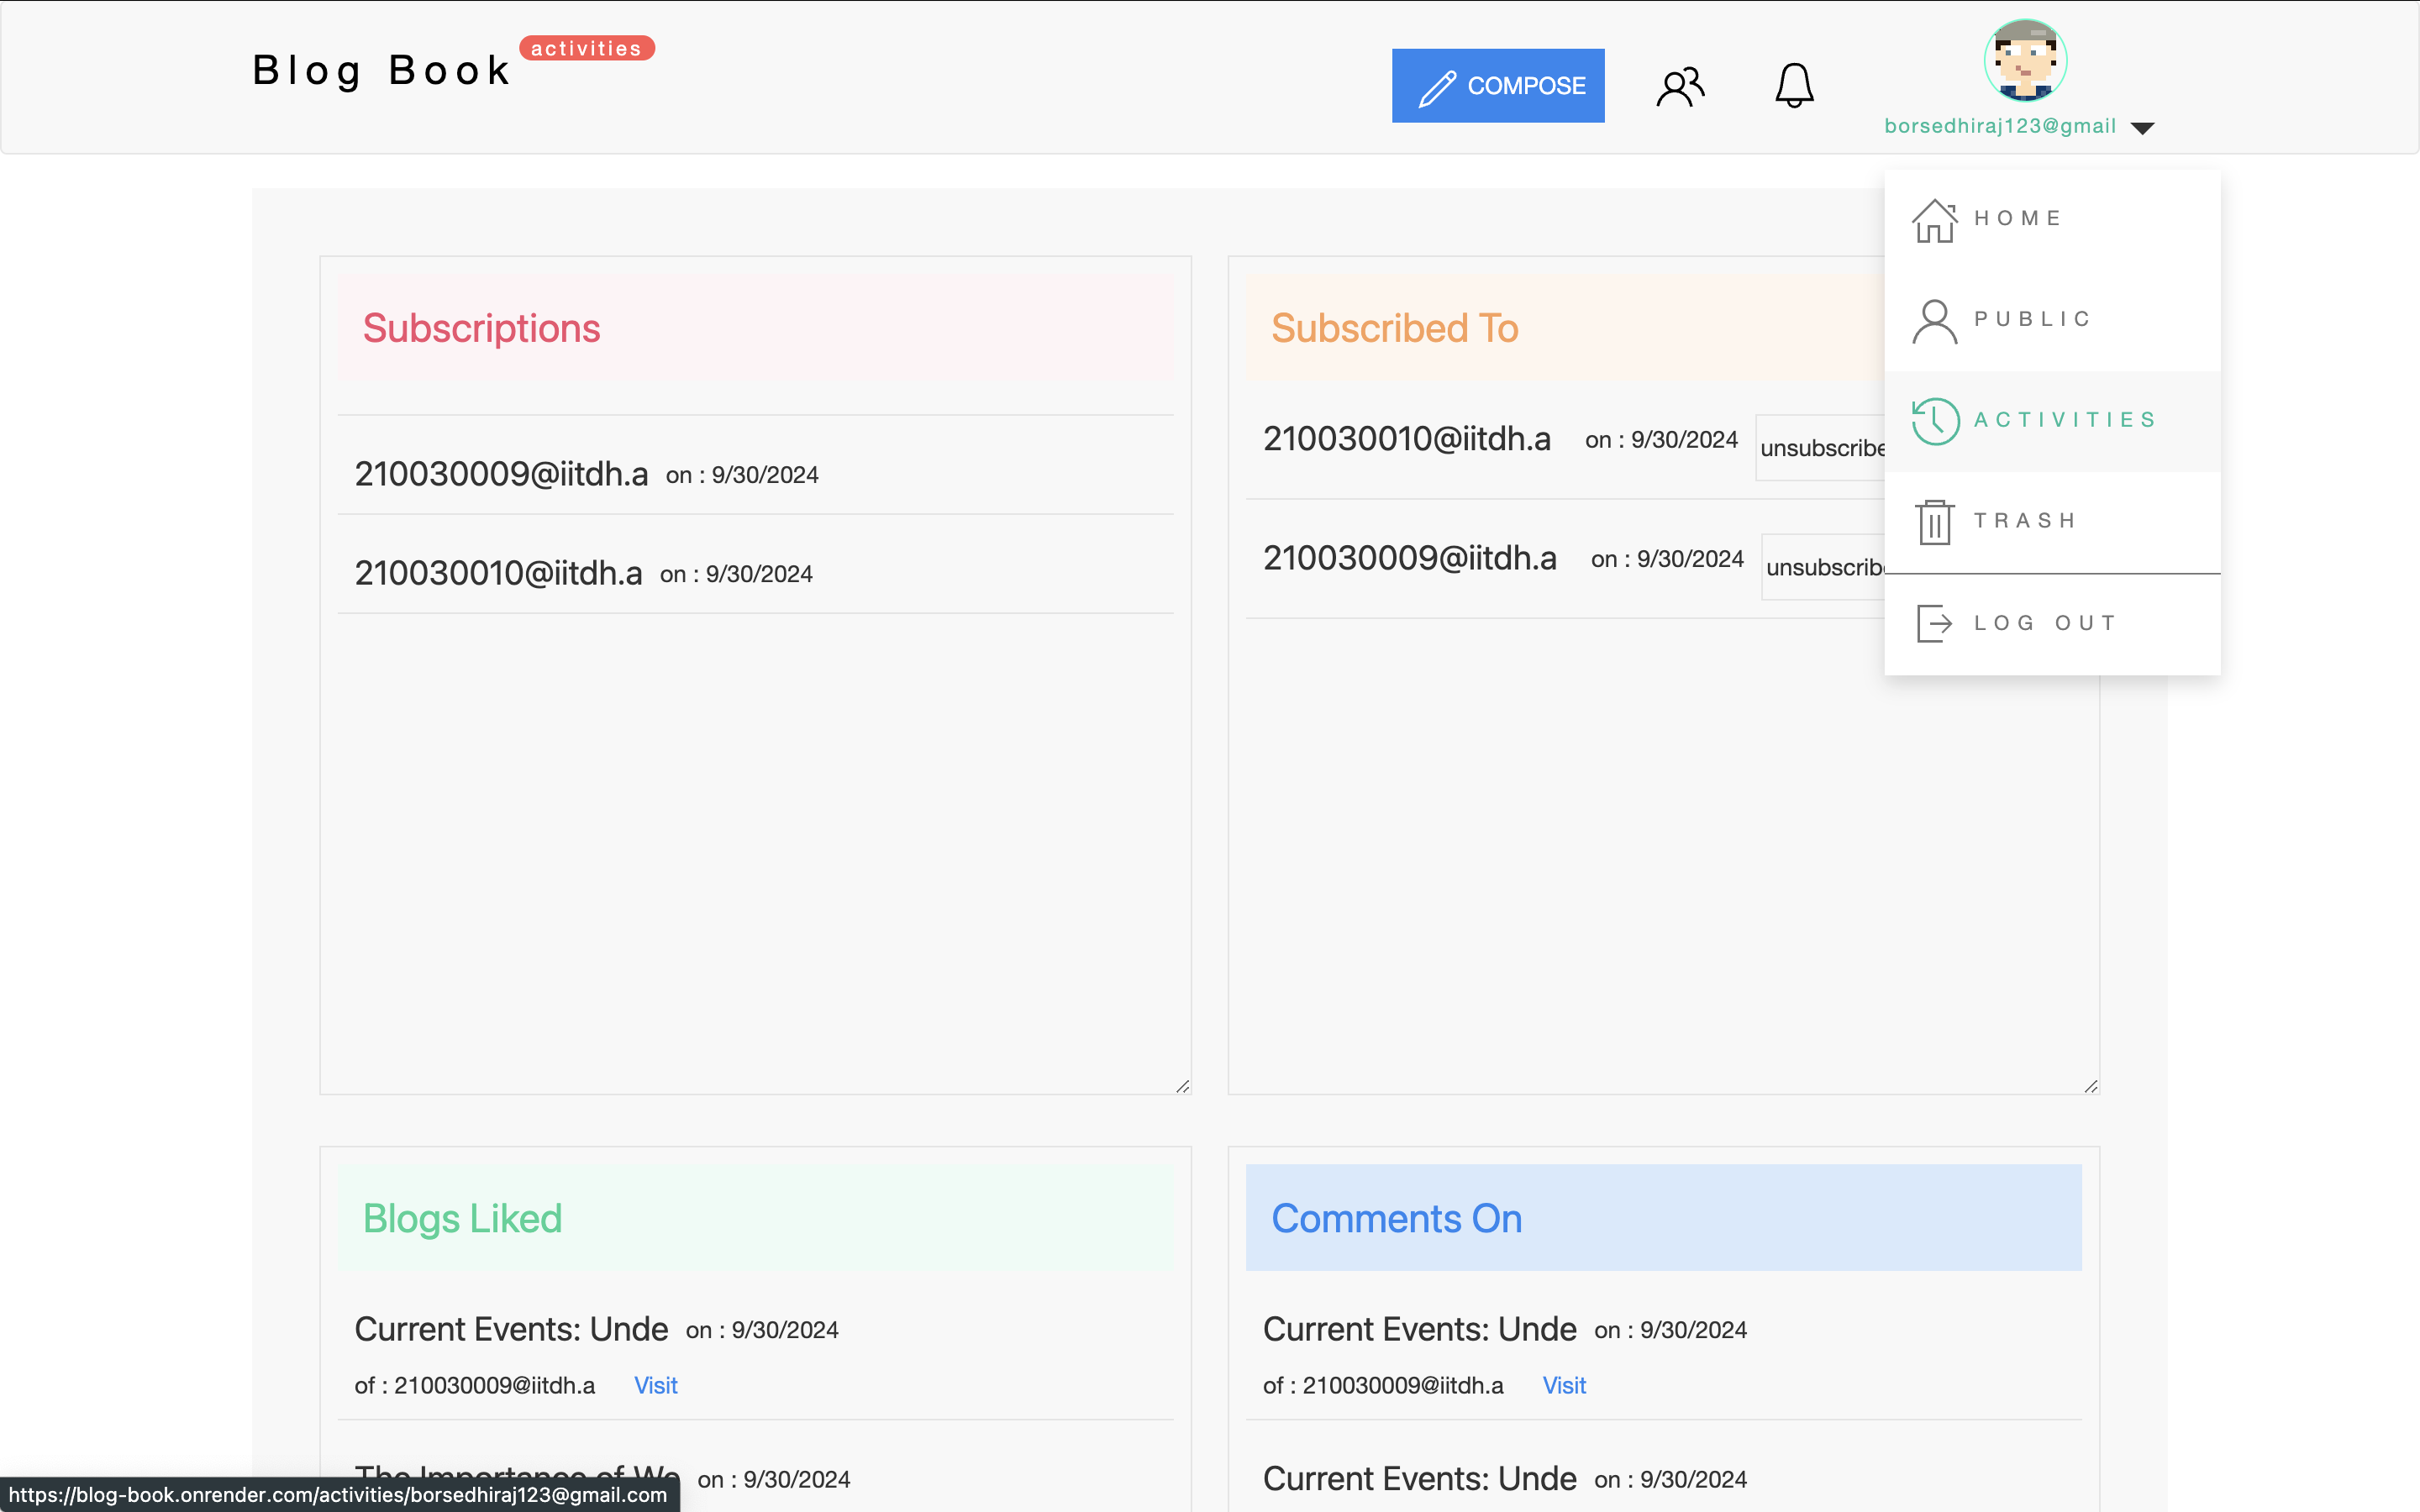 Blog Book activities
COMPOSE
borsedhiraj123@gmail
HOME
PUBLIC
ACTIVITIES
TRASH
LOG OUT
Subscriptions
210030009@iitdh.a on : 9/30/2024
210030010@iitdh.a on : 9/30/2024
Subscribed To
210030010@iitdh.a on : 9/30/2024 unsubscribe
210030009@iitdh.a on : 9/30/2024 unsubscrib
Blogs Liked
Current Events: Unde on : 9/30/2024
of : 210030009@iitdh.a Visit
The Importance of We on : 9/30/2024
Comments On
Current Events: Unde on : 9/30/2024
of : 210030009@iitdh.a Visit
Current Events: Unde on : 9/30/2024
https://blog-book.onrender.com/activities/borsedhiraj123@gmail.com